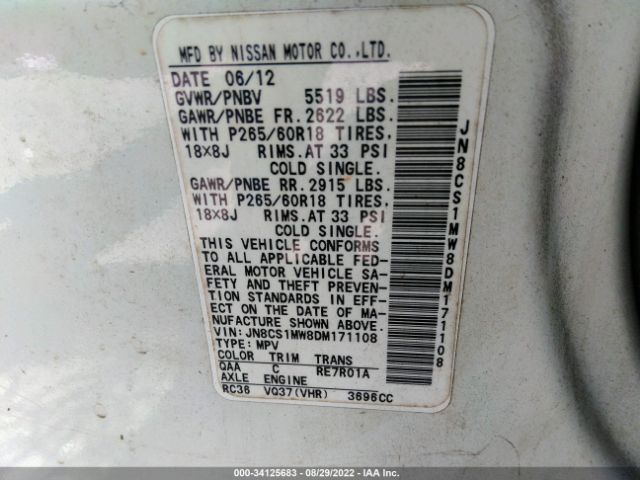 MFD BY NISSAN MOTOR CO.,LTD.
DATE 06/12
GVWR/PNBV 5519 LBS.
GAWR/PNBE FR. 2622 LBS.
WITH P265/60R18 TIRES,
18×8J RIMS. AT 33 PSI
COLD SINGLE.
GAWR/PNBE RR. 2915 LBS.
WITH P265/60R18 TIRES,
18×8J RIMS. AT 33 PSI
COLD SINGLE.
THIS VEHICLE CONFORMS
TO ALL APPLICABLE FED-
ERAL MOTOR VEHICLE SA-
FETY AND THEFT PREVEN-
TION STANDARDS IN EFF-
ECT ON THE DATE OF MA-
NUFACTURE SHOWN ABOVE.
VIN: JN8CS1MW8DM171108
TYPE: MPV
COLOR TRIM TRANS
QAA C RE7R01A
AXLE ENGINE
RC36 VQ37(VHR) 3696CC
JN8CS1MW8DM171108
000-34125683 - 08/29/2022 - IAA Inc.